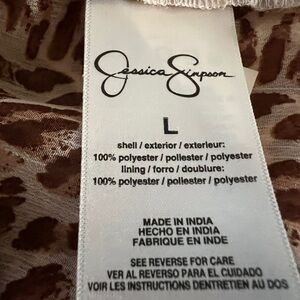 Jessica Simpson
L
shell / exterior / exterieur:
100% polyester / poliester / polyester
lining / forro / doublure:
100% polyester / poliester / polyester
MADE IN INDIA
HECHO EN INDIA
FABRIQUE EN INDE
SEE REVERSE FOR CARE
VER AL REVERSO PARA EL CUIDADO
VOIR LES INSTRUCTIONS DENTRETIEN AU DOS